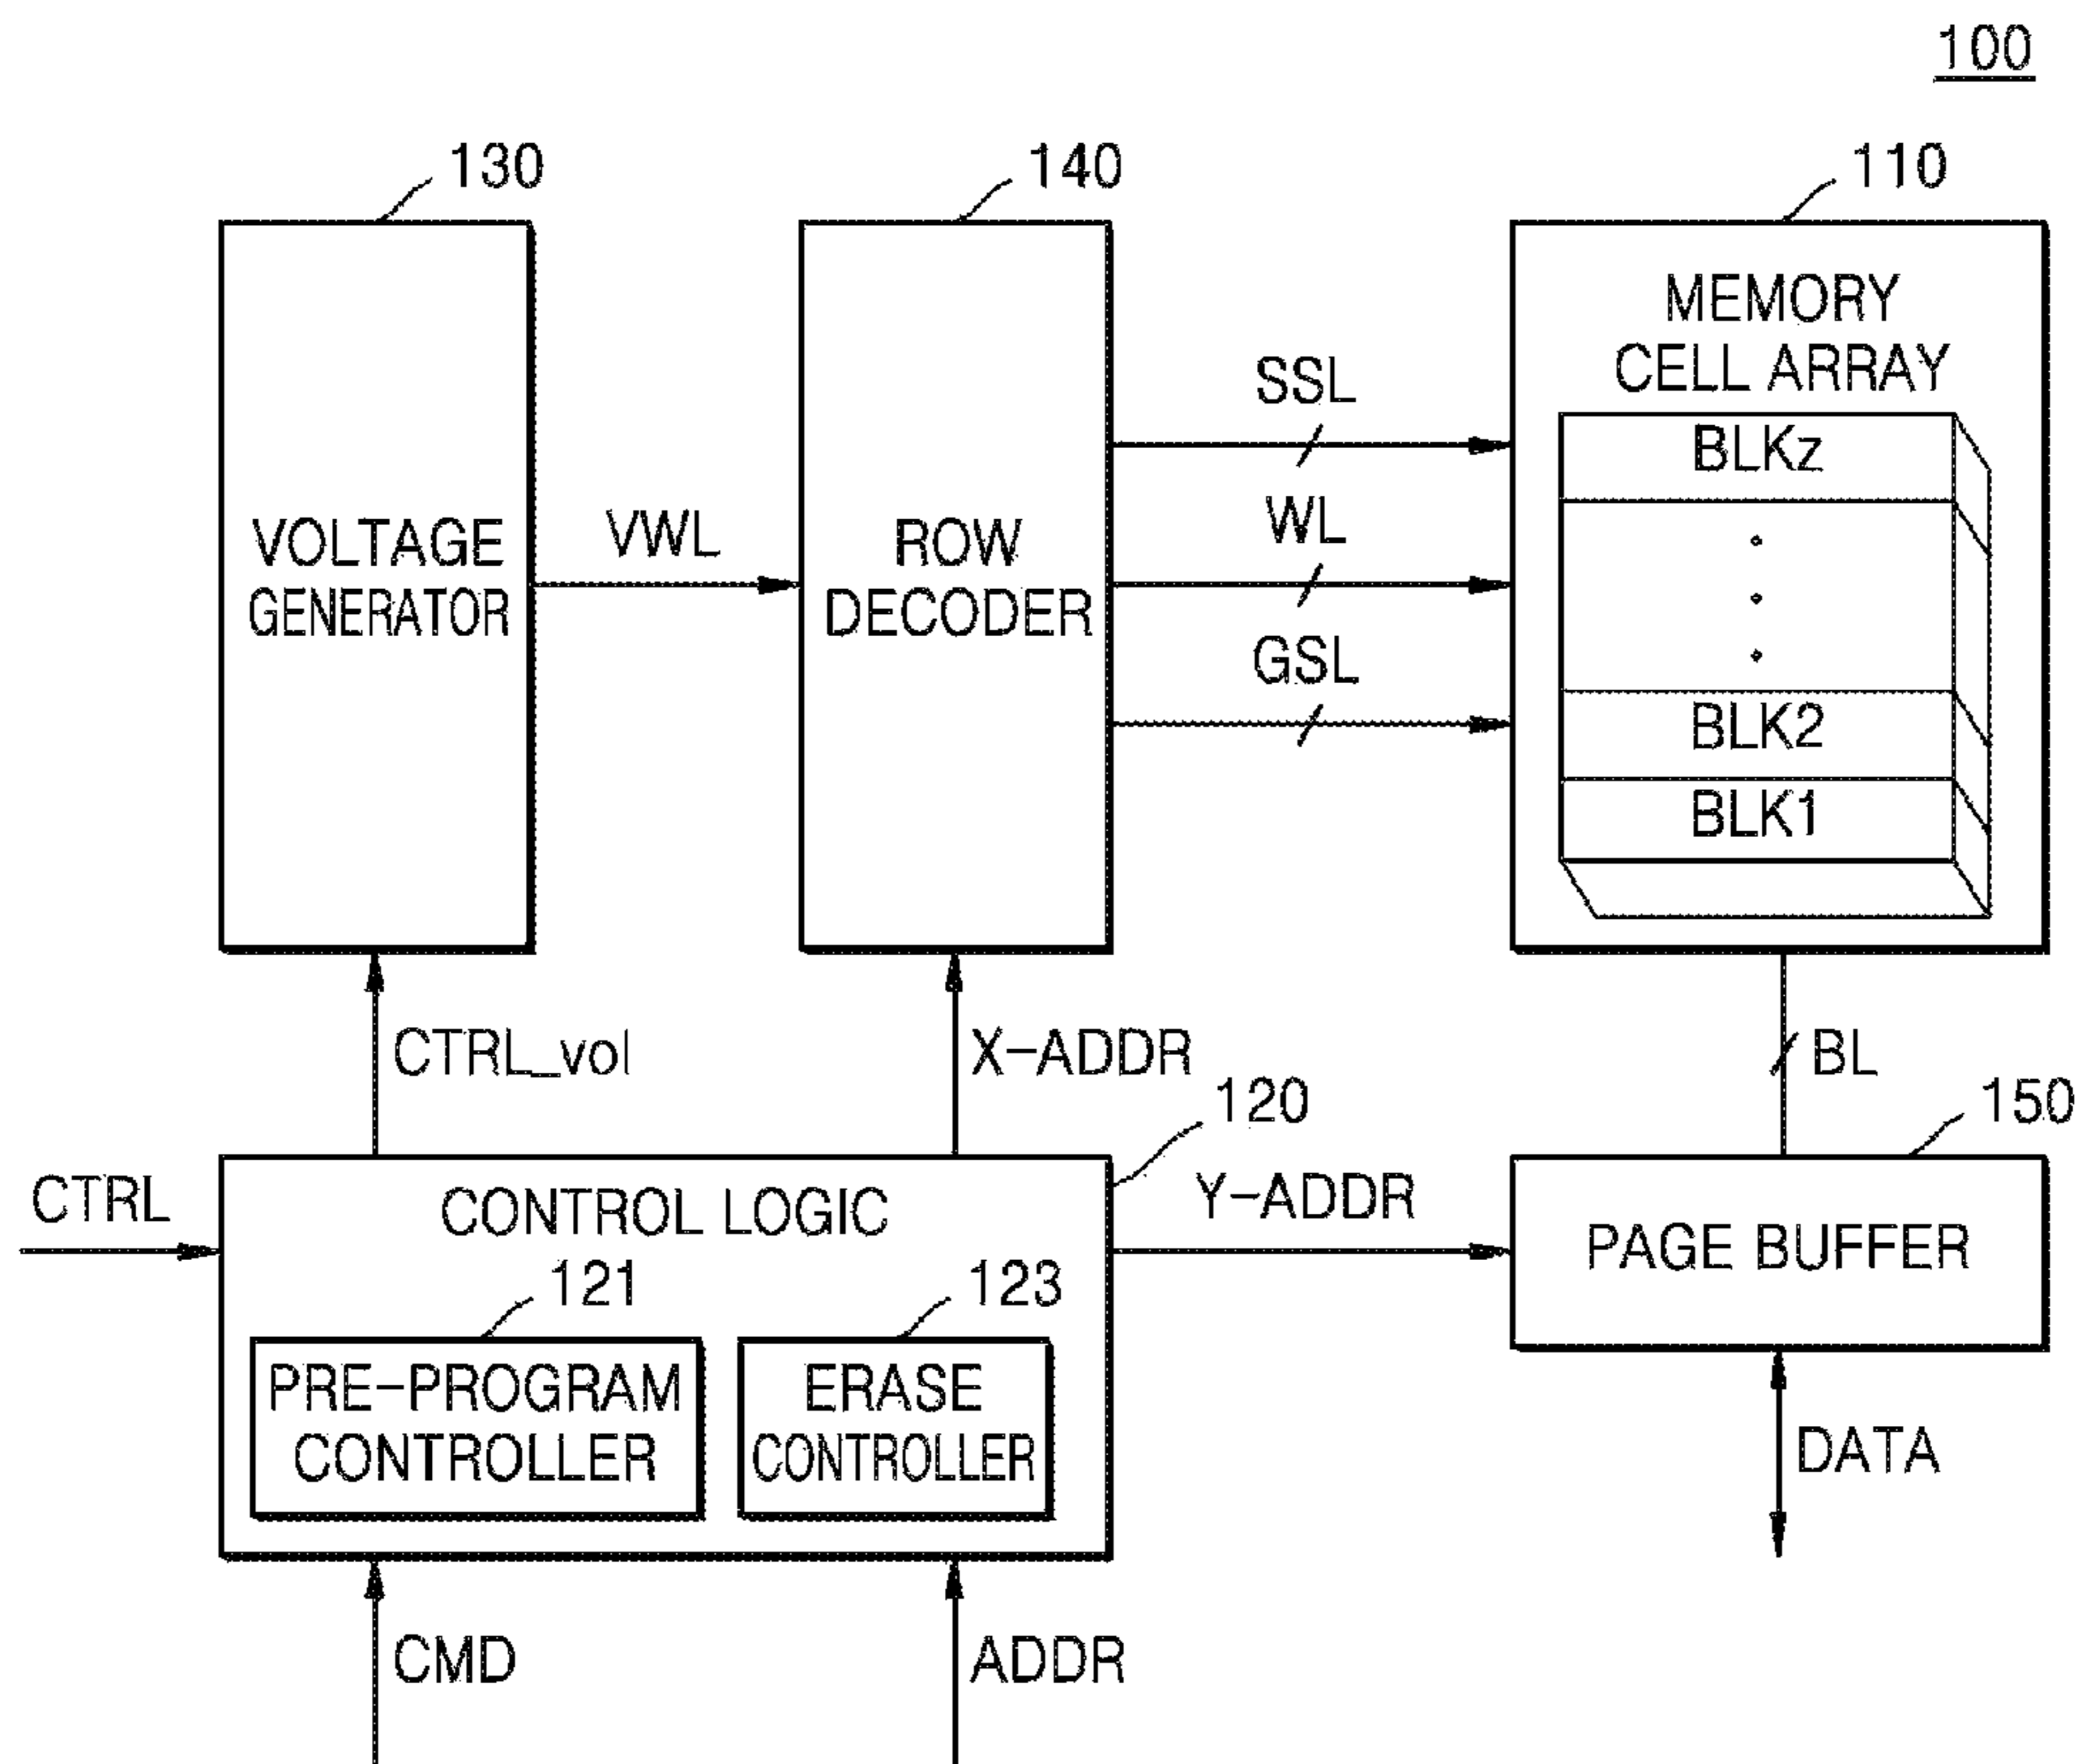 100
130
140
110
MEMORY
CELL ARRAY
VOLTAGE
GENERATOR
VWL
ROW
DECODER
SSL
WL
GSL
BLKz
BLK2
BLK1
CTRL_vol
X-ADDR
BL
120
150
CTRL
CONTROL LOGIC
Y-ADDR
PAGE BUFFER
121
123
PRE-PROGRAM
CONTROLLER
ERASE
CONTROLLER
DATA
CMD
ADDR